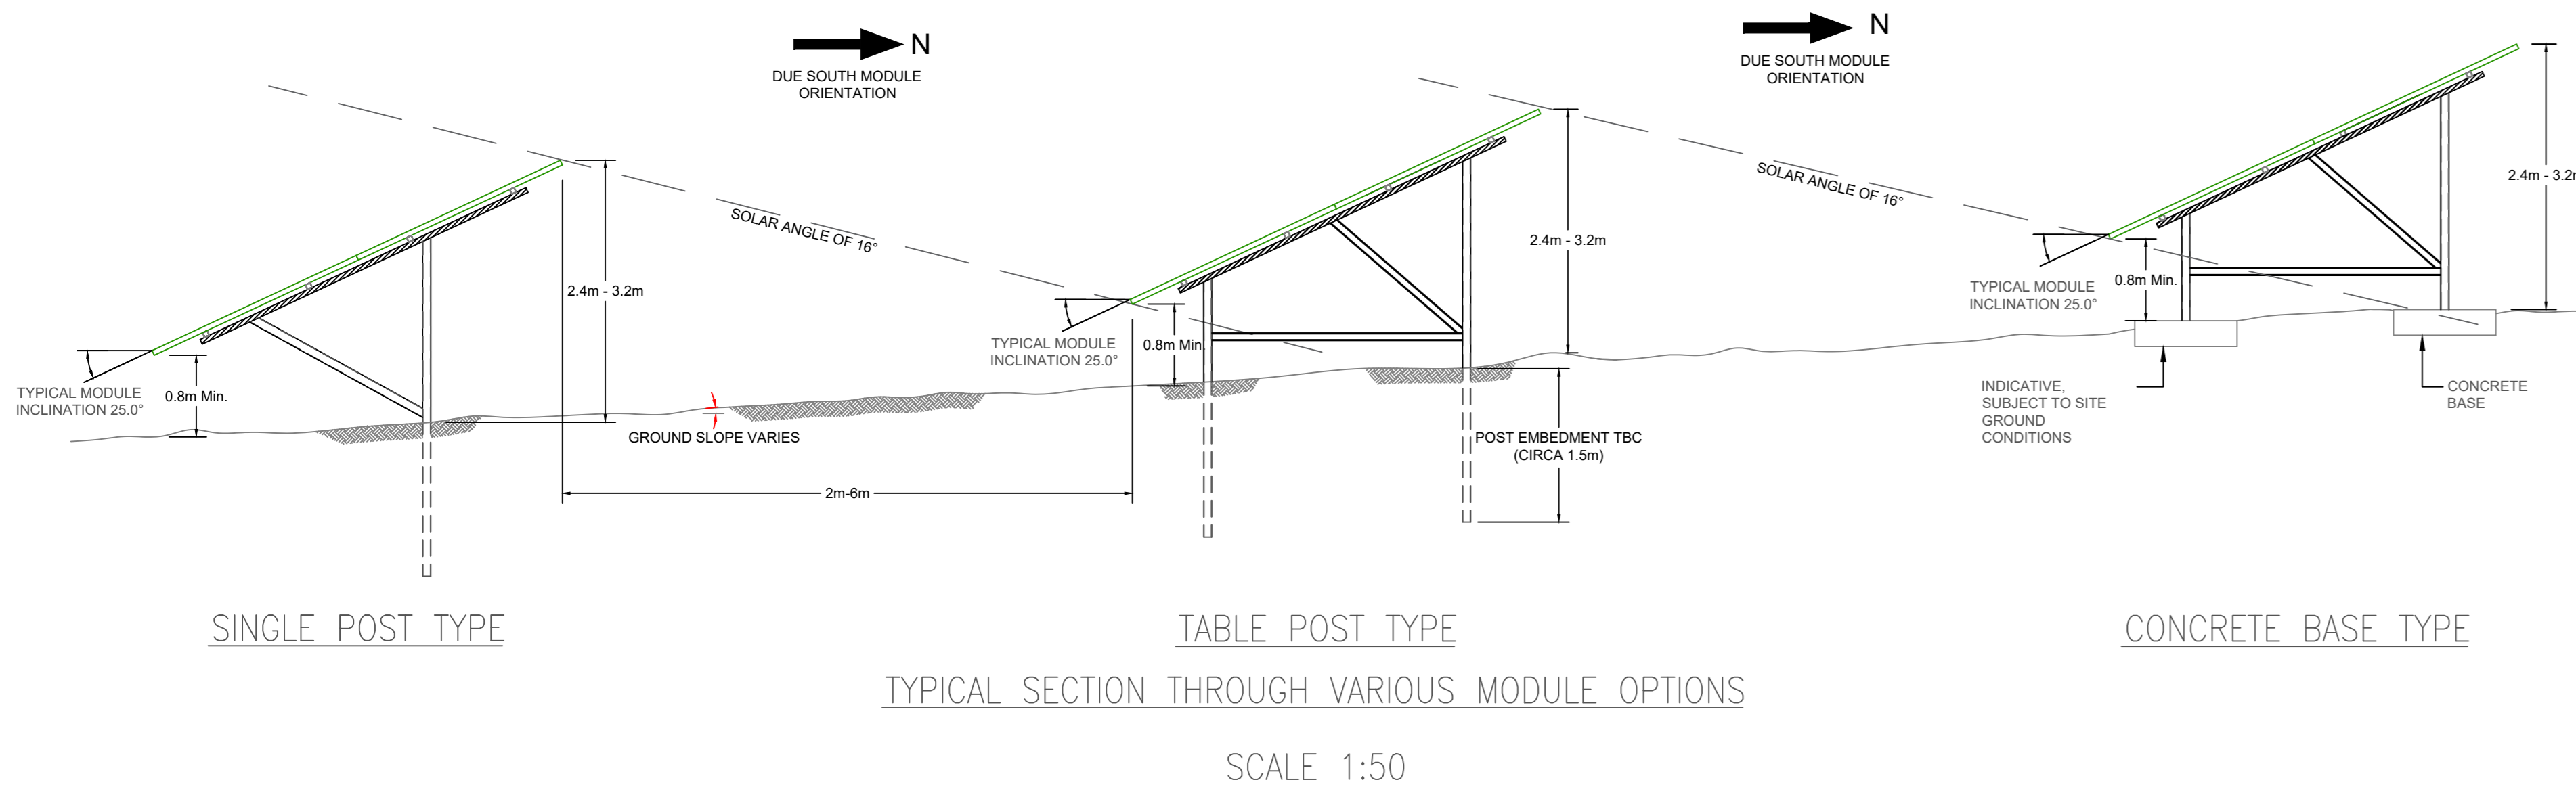 N
DUE SOUTH MODULE
ORIENTATION
N
DUE SOUTH MODULE
ORIENTATION
SOLAR ANGLE OF 16°
SOLAR ANGLE OF 16°
2.4m - 3.2m
2.4m - 3.2m
2.4m - 3.2m
TYPICAL MODULE
INCLINATION 25.0°
0.8m Min.
TYPICAL MODULE
INCLINATION 25.0°
0.8m Min.
TYPICAL MODULE
INCLINATION 25.0°
0.8m Min.
GROUND SLOPE VARIES
2m-6m
POST EMBEDMENT TBC
(CIRCA 1.5m)
INDICATIVE,
SUBJECT TO SITE
GROUND
CONDITIONS
CONCRETE
BASE
SINGLE POST TYPE
TABLE POST TYPE
CONCRETE BASE TYPE
TYPICAL SECTION THROUGH VARIOUS MODULE OPTIONS
SCALE 1:50